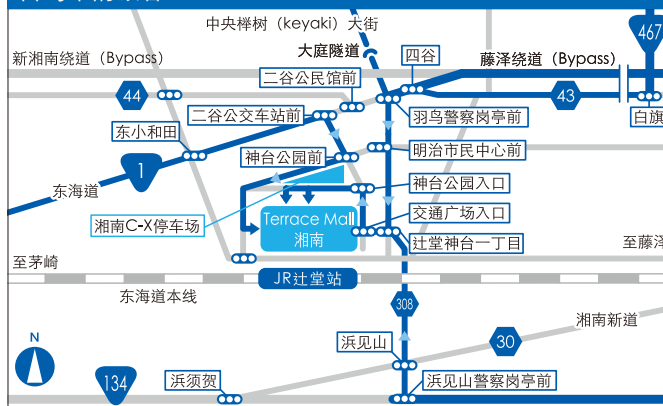 中央榉树（keyaki）大街
467
大庭隧道
四谷
藤泽绕道（Bypass）
新湘南绕道（Bypass）
二谷公民馆前
44
43
二谷公交车站前
羽鸟警察岗亭前
白旗
东小和田
明治市民中心前
神台公园前
1
神台公园入口
东海道
湘南C-X停车场
Terrace Mall
湘南
交通广场入口
辻堂神台一丁目
至藤泽
至茅崎
JR辻堂站
东海道本线
308
湘南新道
N
浜见山
30
134
浜须贺
浜见山警察岗亭前